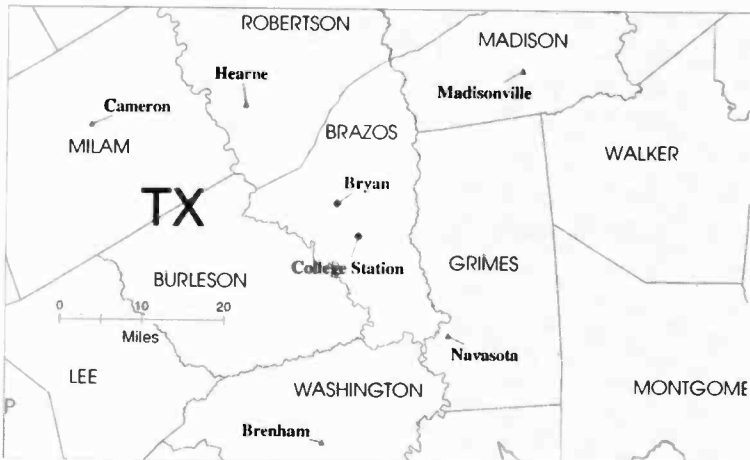 ROBERTSON
MADISON
Hearne
Madisonville
Cameron
MILAM
BRAZOS
WALKER
Bryan
TX
College Station
GRIMES
BURLESON
0 10 20
Miles
Navasota
LEE
WASHINGTON
MONTGOME
P
Brenham